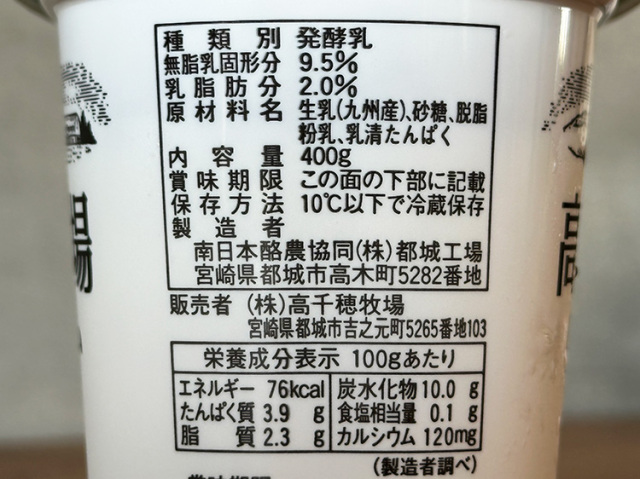 種類別 発酵乳
無脂乳固形分 9.5%
乳脂肪分 2.0%
原材料名 生乳(九州産)、砂糖、脱脂
粉乳、乳清たんぱく
内容量 400g
賞味期限 この面の下部に記載
保存方法 10℃以下で冷蔵保存
製造者
南日本酪農協同(株)都城工場
宮崎県都城市高木町5282番地
販売者 (株)高千穂牧場
宮崎県都城市吉之元町5265番地103
栄養成分表示 100gあたり
エネルギー 76kcal 炭水化物 10.0 g
たんぱく質 3.9 g 食塩相当量 0.1 g
脂質 2.3 g カルシウム 120mg
(製造者調べ)